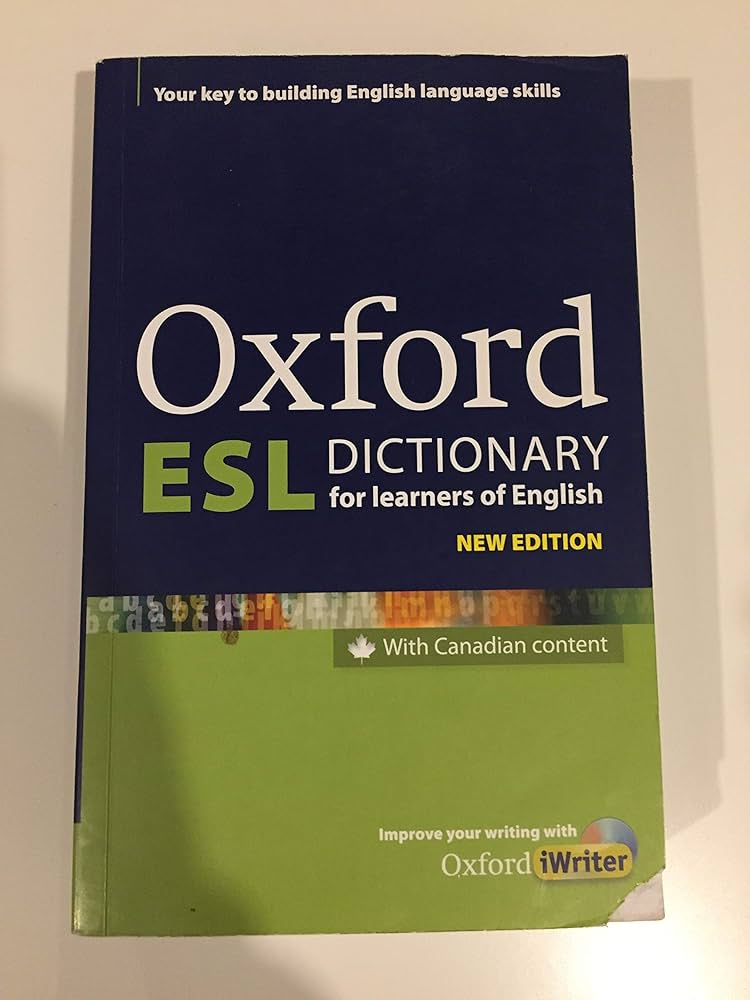 Your key to building English language skills
Oxford
ESL DICTIONARY
for learners of English
NEW EDITION
With Canadian content
Improve your writing with
Oxford iWriter